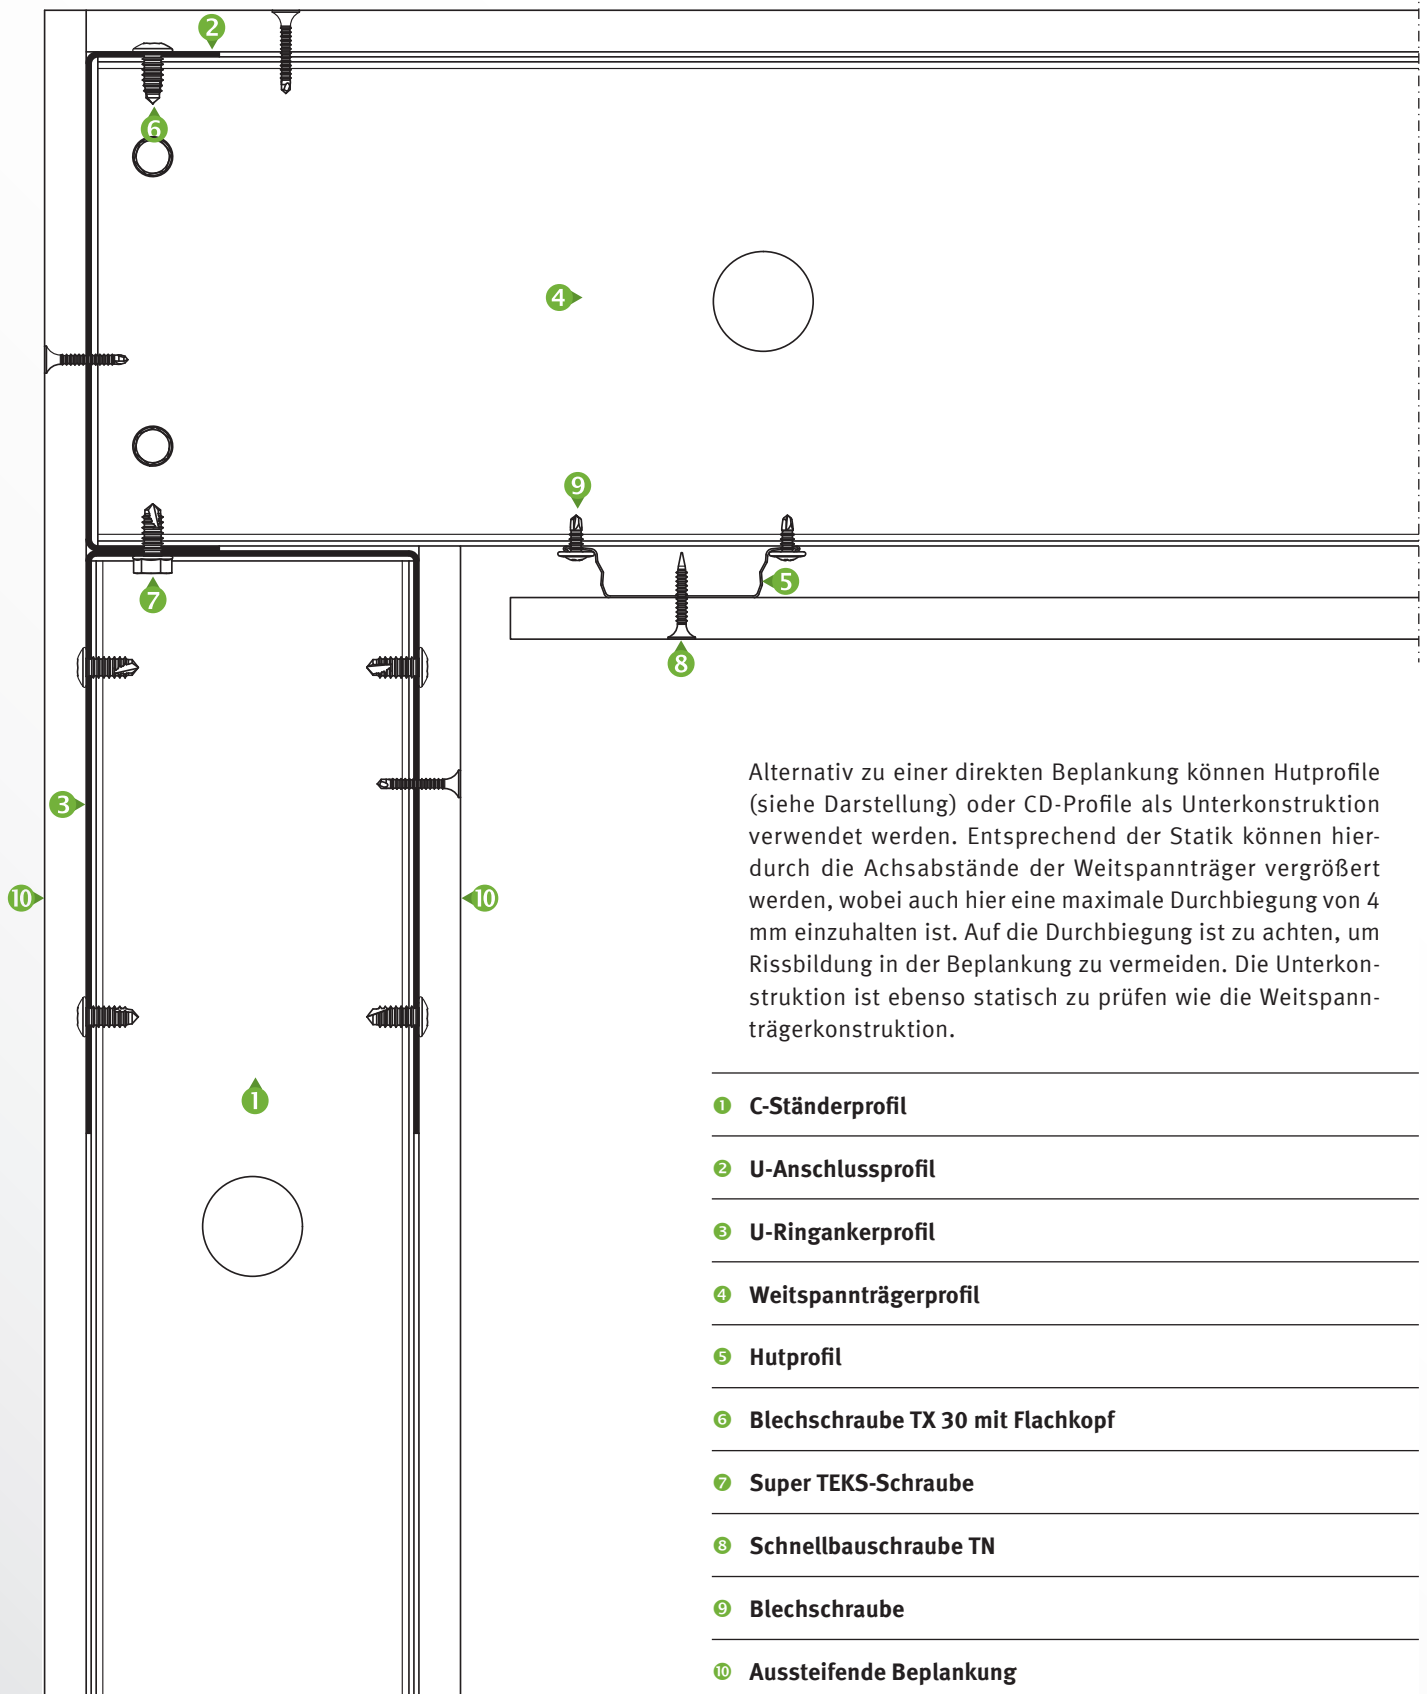 2
6
4
9
5
7
8
3
10
10
1
Alternativ zu einer direkten Beplankung können Hutprofile
(siehe Darstellung) oder CD-Profile als Unterkonstruktion
verwendet werden. Entsprechend der Statik können hier-
durch die Achsabstände der Weitspannträger vergrößert
werden, wobei auch hier eine maximale Durchbiegung von 4
mm einzuhalten ist. Auf die Durchbiegung ist zu achten, um
Rissbildung in der Beplankung zu vermeiden. Die Unterkon-
struktion ist ebenso statisch zu prüfen wie die Weitspann-
trägerkonstruktion.
1 C-Ständerprofil
2 U-Anschlussprofil
3 U-Ringankerprofil
4 Weitspannträgerprofil
5 Hutprofil
6 Blechschraube TX 30 mit Flachkopf
7 Super TEKS-Schraube
8 Schnellbauschraube TN
9 Blechschraube
10 Aussteifende Beplankung